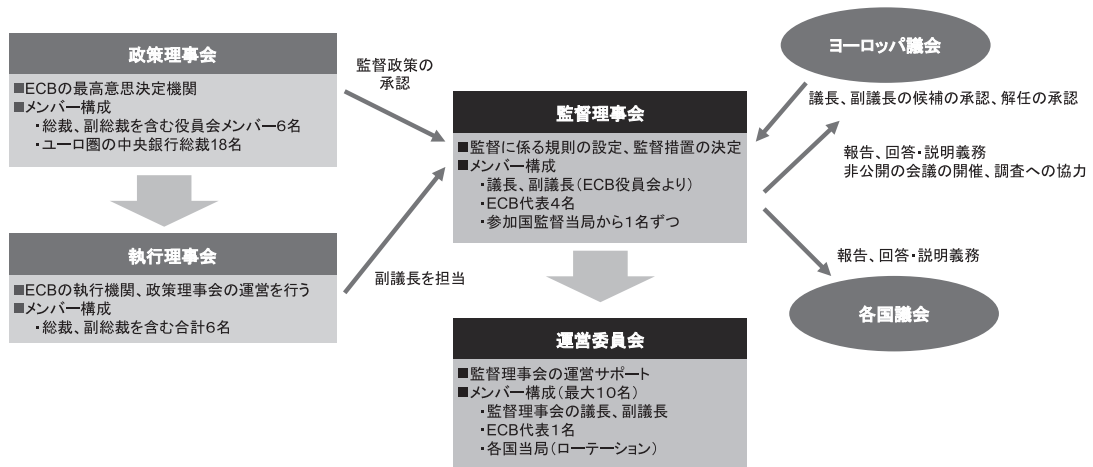 政策理事会
■ECBの最高意思決定機関
■メンバー構成
・総裁、副総裁を含む役員会メンバー6名
・ユーロ圏の中央銀行総裁18名
執行理事会
■ECBの執行機関、政策理事会の運営を行う
■メンバー構成
・総裁、副総裁を含む合計6名
監督政策の
承認
副議長を担当
監督理事会
■監督に係る規則の設定、監督措置の決定
■メンバー構成
・議長、副議長（ECB役員会より）
・ECB代表4名
・参加国監督当局から1名ずつ
運営委員会
■監督理事会の運営サポート
■メンバー構成（最大10名）
・監督理事会の議長、副議長
・ECB代表1名
・各国当局（ローテーション）
ヨーロッパ議会
議長、副議長の候補の承認、解任の承認
報告、回答・説明義務
非公開の会議の開催、調査への協力
報告、回答・説明義務
各国議会